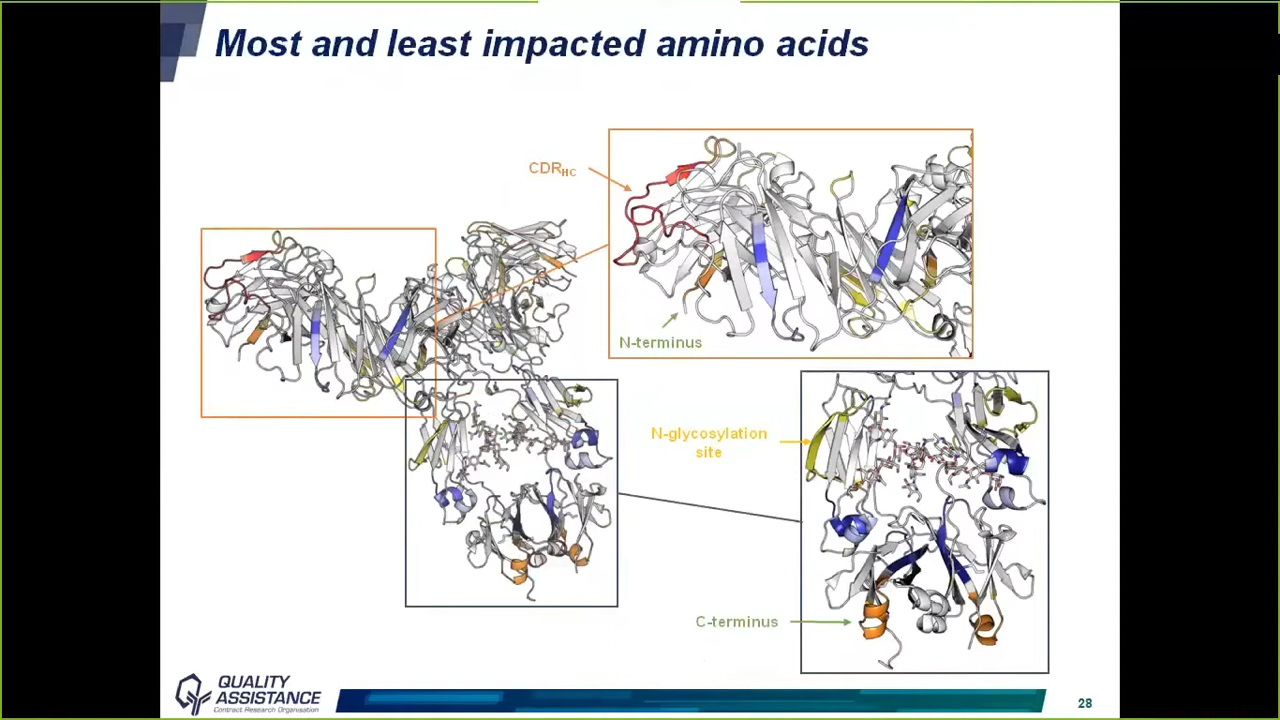 Most and least impacted amino acids
CDRHC
N-terminus
N-glycosylation
site
C-terminus
QUALITY
ASSISTANCE
Contract Research Organisation
28